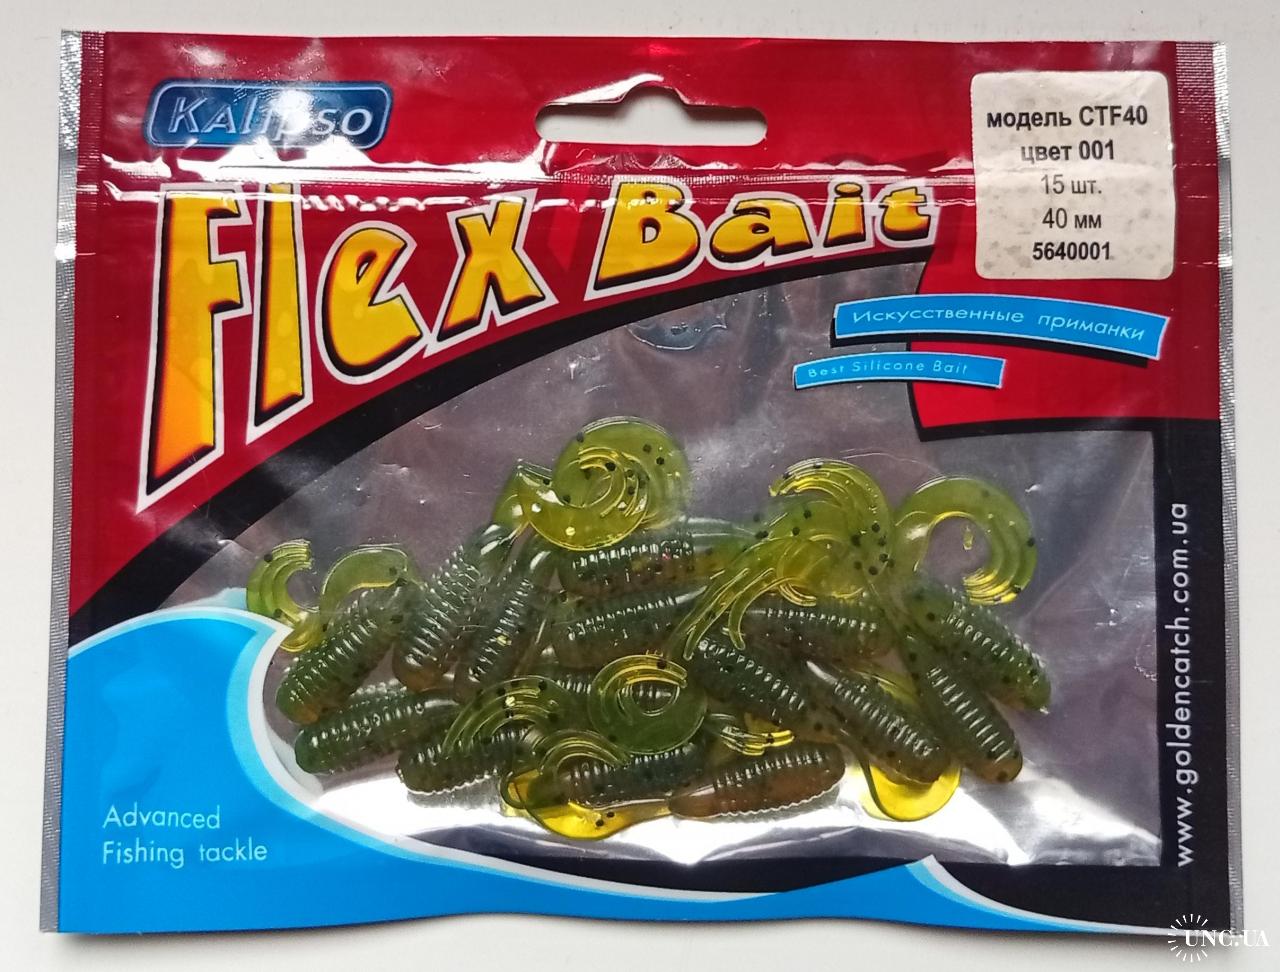 Kalipso
Flex Bait
модель CTF40
цвет 001
15 шт.
40 мм
5640001
Искусственные приманки
Best Silicone Bait
www.goldencatch.com.ua
Advanced
Fishing tackle
UNC.UA